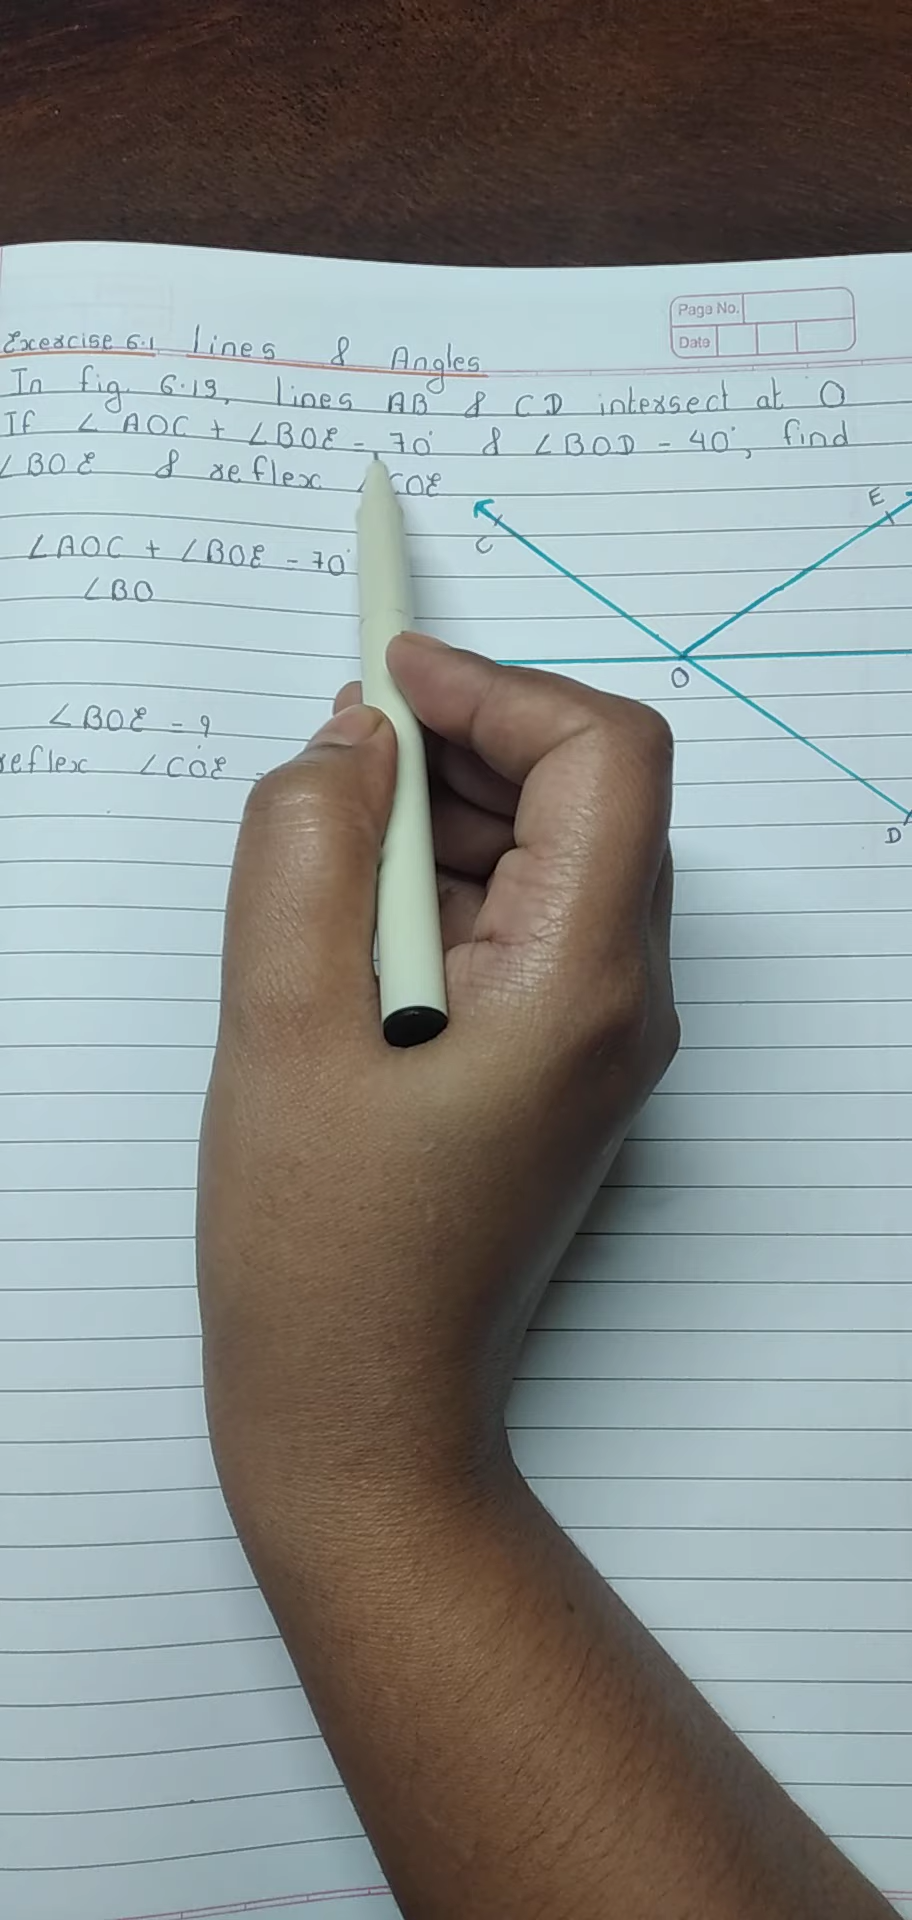 Page No.
Date
Exercise 6.1 Lines & Angles
In fig. 6.13, lines AB & CD intersect at O
If ∠AOC + ∠BOE = 70° & ∠BOD = 40°, find
∠BOE & reflex ∠COE
E
C
∠AOC + ∠BOE = 70°
∠BO
O
∠BOE = ?
reflex ∠COE =
D